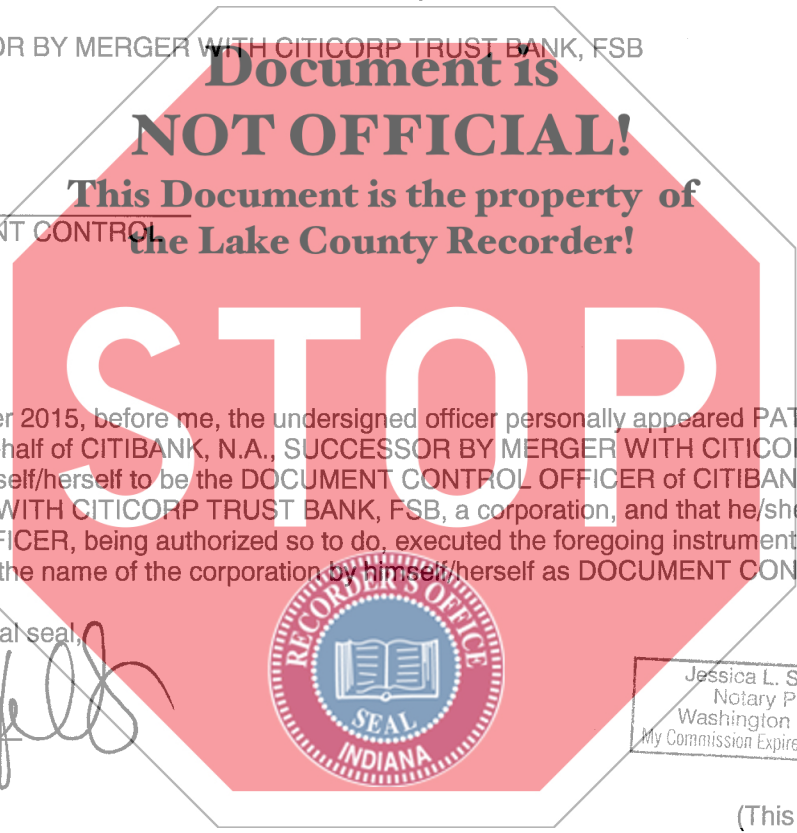 OR BY MERGER WITH CITICORP TRUST BANK, FSB
Document is
NOT OFFICIAL!
This Document is the property of
the Lake County Recorder!
NT CONTROL
STOP
er 2015, before me, the undersigned officer personally appeared PAT
half of CITIBANK, N.A., SUCCESSOR BY MERGER WITH CITICO
self/herself to be the DOCUMENT CONTROL OFFICER of CITIBAN
WITH CITICORP TRUST BANK, FSB, a corporation, and that he/she
FICER, being authorized so to do, executed the foregoing instrument
the name of the corporation by himself/herself as DOCUMENT CON
al seal,
RECORDER'S OFFICE
SEAL
INDIANA
Jessica L. S
Notary P
Washington
My Commission Expire
(This